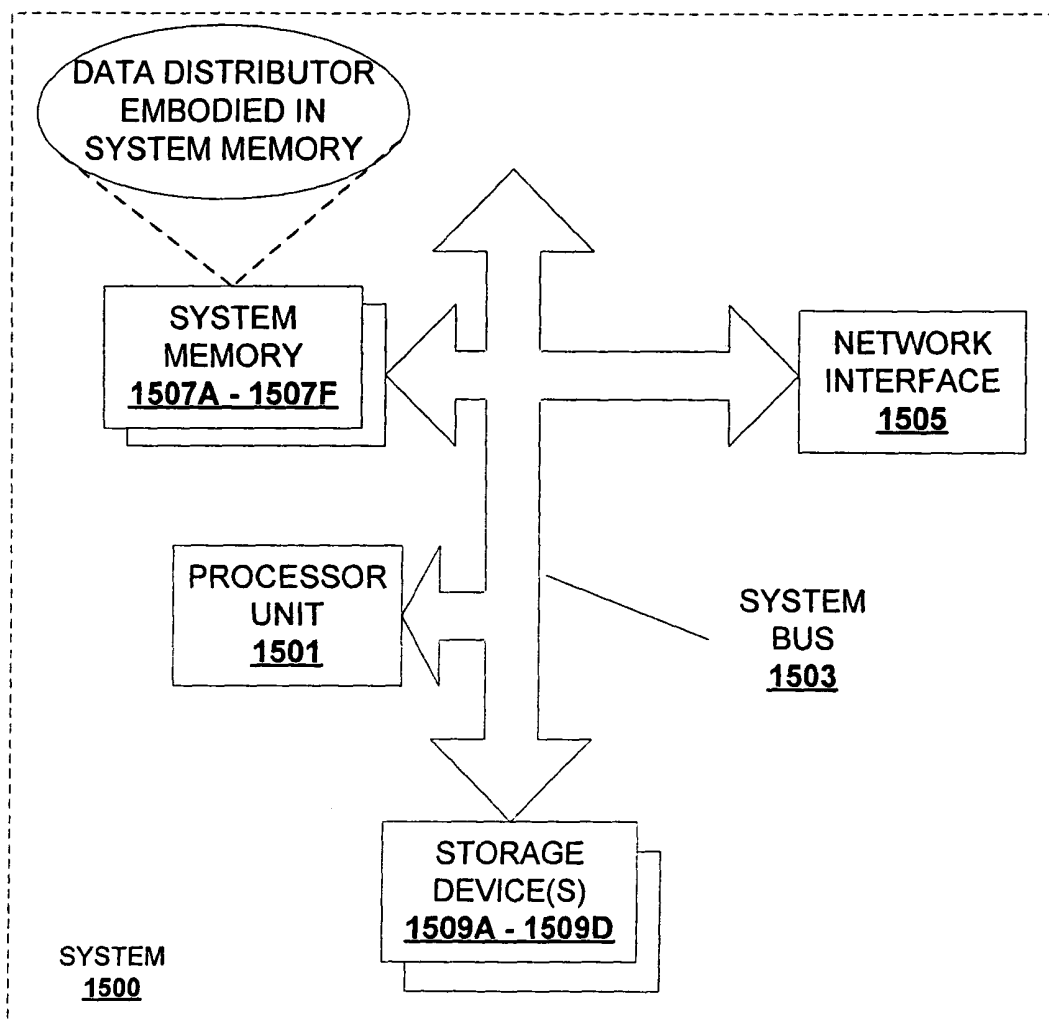 DATA DISTRIBUTOR
EMBODIED IN
SYSTEM MEMORY
SYSTEM
MEMORY
1507A - 1507F
NETWORK
INTERFACE
1505
PROCESSOR
UNIT
1501
SYSTEM
BUS
1503
STORAGE
DEVICE(S)
1509A - 1509D
SYSTEM
1500